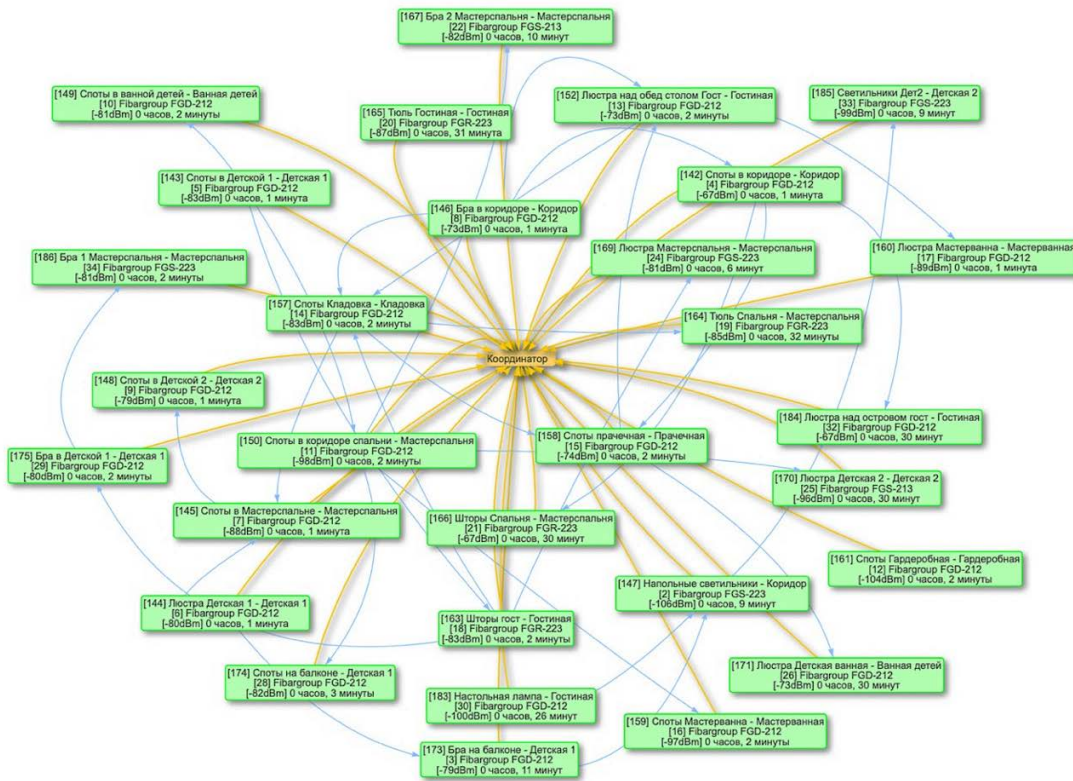 [167] Бра 2 Мастерспальня - Мастерспальня
[22] Fibargroup FGS-213
[-82dBm] 0 часов, 10 минут
[149] Споты в ванной детей - Ванная детей
[10] Fibargroup FGD-212
[-81dBm] 0 часов, 2 минуты
[165] Тюль Гостиная - Гостиная
[20] Fibargroup FGR-223
[-87dBm] 0 часов, 31 минута
[152] Люстра над обед столом Гост - Гостиная
[13] Fibargroup FGD-212
[-73dBm] 0 часов, 2 минуты
[185] Светильники Дет2 - Детская 2
[33] Fibargroup FGS-223
[-99dBm] 0 часов, 9 минут
[143] Споты в Детской 1 - Детская 1
[5] Fibargroup FGD-212
[-83dBm] 0 часов, 1 минута
[142] Споты в коридоре - Коридор
[4] Fibargroup FGD-212
[-67dBm] 0 часов, 1 минута
[146] Бра в коридоре - Коридор
[8] Fibargroup FGD-212
[-73dBm] 0 часов, 1 минута
[186] Бра 1 Мастерспальня - Мастерспальня
[34] Fibargroup FGS-223
[-81dBm] 0 часов, 2 минуты
[169] Люстра Мастерспальня - Мастерспальня
[24] Fibargroup FGS-223
[-81dBm] 0 часов, 6 минут
[160] Люстра Мастерванна - Мастерванная
[17] Fibargroup FGD-212
[-89dBm] 0 часов, 1 минута
[157] Споты Кладовка - Кладовка
[14] Fibargroup FGD-212
[-83dBm] 0 часов, 2 минуты
[164] Тюль Спальня - Мастерспальня
[19] Fibargroup FGR-223
[-85dBm] 0 часов, 32 минуты
Координатор
[148] Споты в Детской 2 - Детская 2
[9] Fibargroup FGD-212
[-79dBm] 0 часов, 1 минута
[184] Люстра над островом гост - Гостиная
[32] Fibargroup FGD-212
[-67dBm] 0 часов, 30 минут
[175] Бра в Детской 1 - Детская 1
[29] Fibargroup FGD-212
[-80dBm] 0 часов, 2 минуты
[150] Споты в коридоре спальни - Мастерспальня
[11] Fibargroup FGD-212
[-98dBm] 0 часов, 2 минуты
[158] Споты прачечная - Прачечная
[15] Fibargroup FGD-212
[-74dBm] 0 часов, 2 минуты
[170] Люстра Детская 2 - Детская 2
[25] Fibargroup FGS-213
[-96dBm] 0 часов, 30 минут
[145] Споты в Мастерпальне - Мастерспальня
[7] Fibargroup FGD-212
[-88dBm] 0 часов, 1 минута
[166] Шторы Спальня - Мастерспальня
[21] Fibargroup FGR-223
[-67dBm] 0 часов, 30 минут
[161] Споты Гардеробная - Гардеробная
[12] Fibargroup FGD-212
[-104dBm] 0 часов, 2 минуты
[147] Напольные светильники - Коридор
[2] Fibargroup FGS-223
[-106dBm] 0 часов, 9 минут
[144] Люстра Детская 1 - Детская 1
[6] Fibargroup FGD-212
[-80dBm] 0 часов, 1 минута
[163] Шторы гост - Гостиная
[18] Fibargroup FGR-223
[-83dBm] 0 часов, 2 минуты
[171] Люстра Детская ванная - Ванная детей
[26] Fibargroup FGD-212
[-73dBm] 0 часов, 30 минут
[174] Споты на балконе - Детская 1
[28] Fibargroup FGD-212
[-82dBm] 0 часов, 3 минуты
[183] Настольная лампа - Гостиная
[30] Fibargroup FGD-212
[-100dBm] 0 часов, 26 минут
[159] Споты Мастерванна - Мастерванная
[16] Fibargroup FGD-212
[-97dBm] 0 часов, 2 минуты
[173] Бра на балконе - Детская 1
[3] Fibargroup FGD-212
[-79dBm] 0 часов, 11 минут